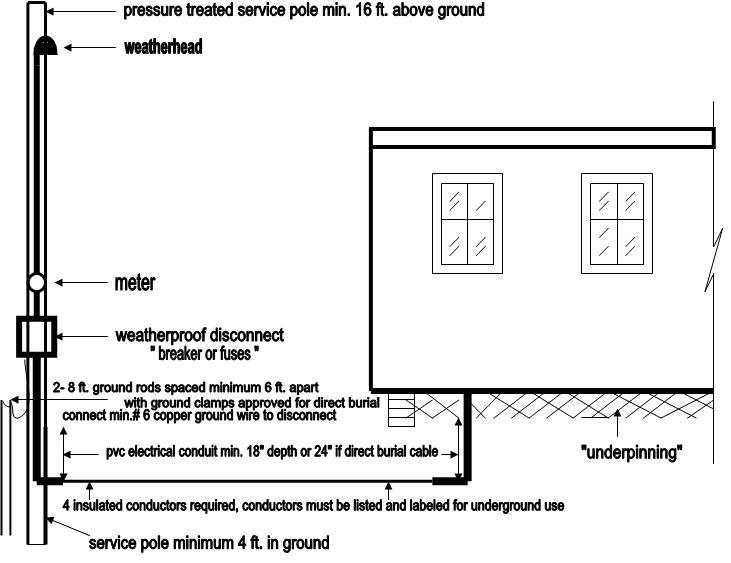 pressure treated service pole min. 16 ft. above ground
weatherhead
meter
weatherproof disconnect
" breaker or fuses "
2- 8 ft. ground rods spaced minimum 6 ft. apart
with ground clamps approved for direct burial
connect min.# 6 copper ground wire to disconnect
pvc electrical conduit min. 18" depth or 24" if direct burial cable
"underpinning"
4 insulated conductors required, conductors must be listed and labeled for underground use
service pole minimum 4 ft. in ground